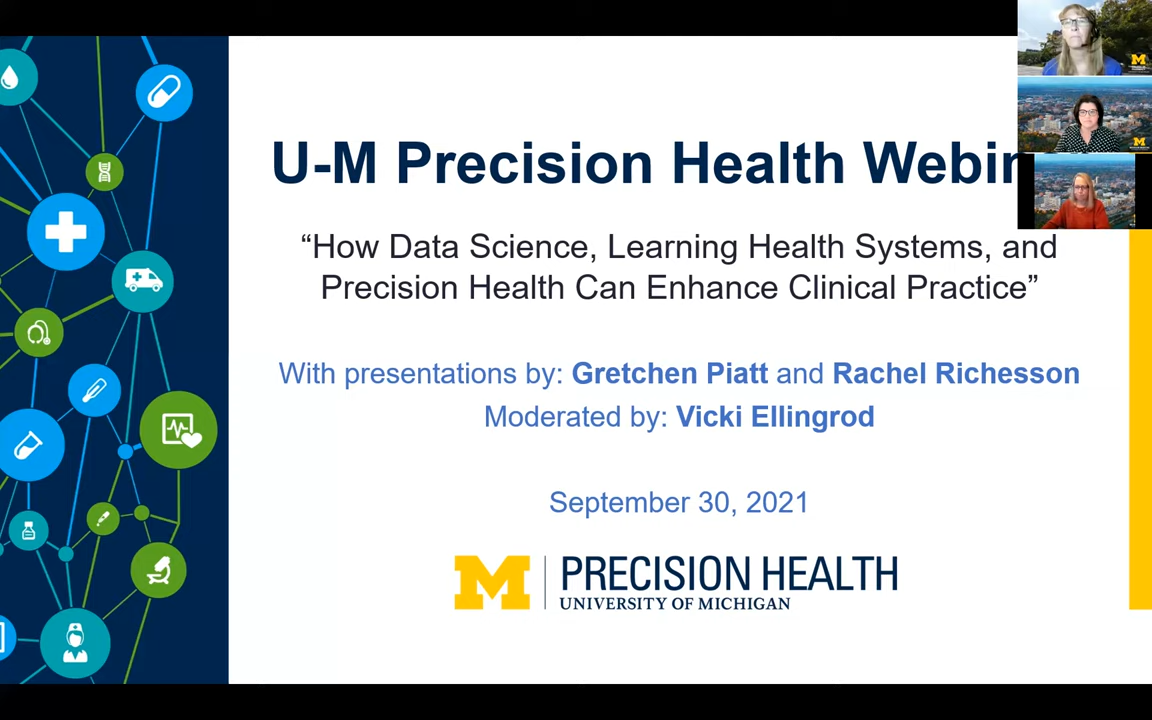 U-M Precision Health Webin
“How Data Science, Learning Health Systems, and
Precision Health Can Enhance Clinical Practice”
With presentations by: Gretchen Piatt and Rachel Richesson
Moderated by: Vicki Ellingrod
September 30, 2021
M PRECISION HEALTH
UNIVERSITY OF MICHIGAN